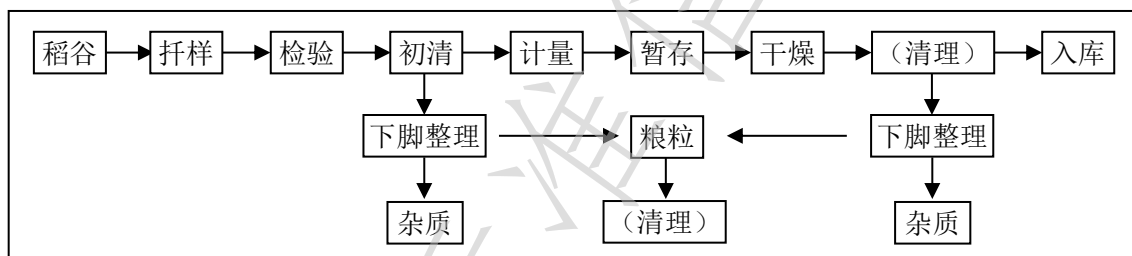 稻谷 扦样 检验 初清 计量 暂存 干燥 （清理） 入库
下脚整理 粮粒 下脚整理
杂质 （清理） 杂质